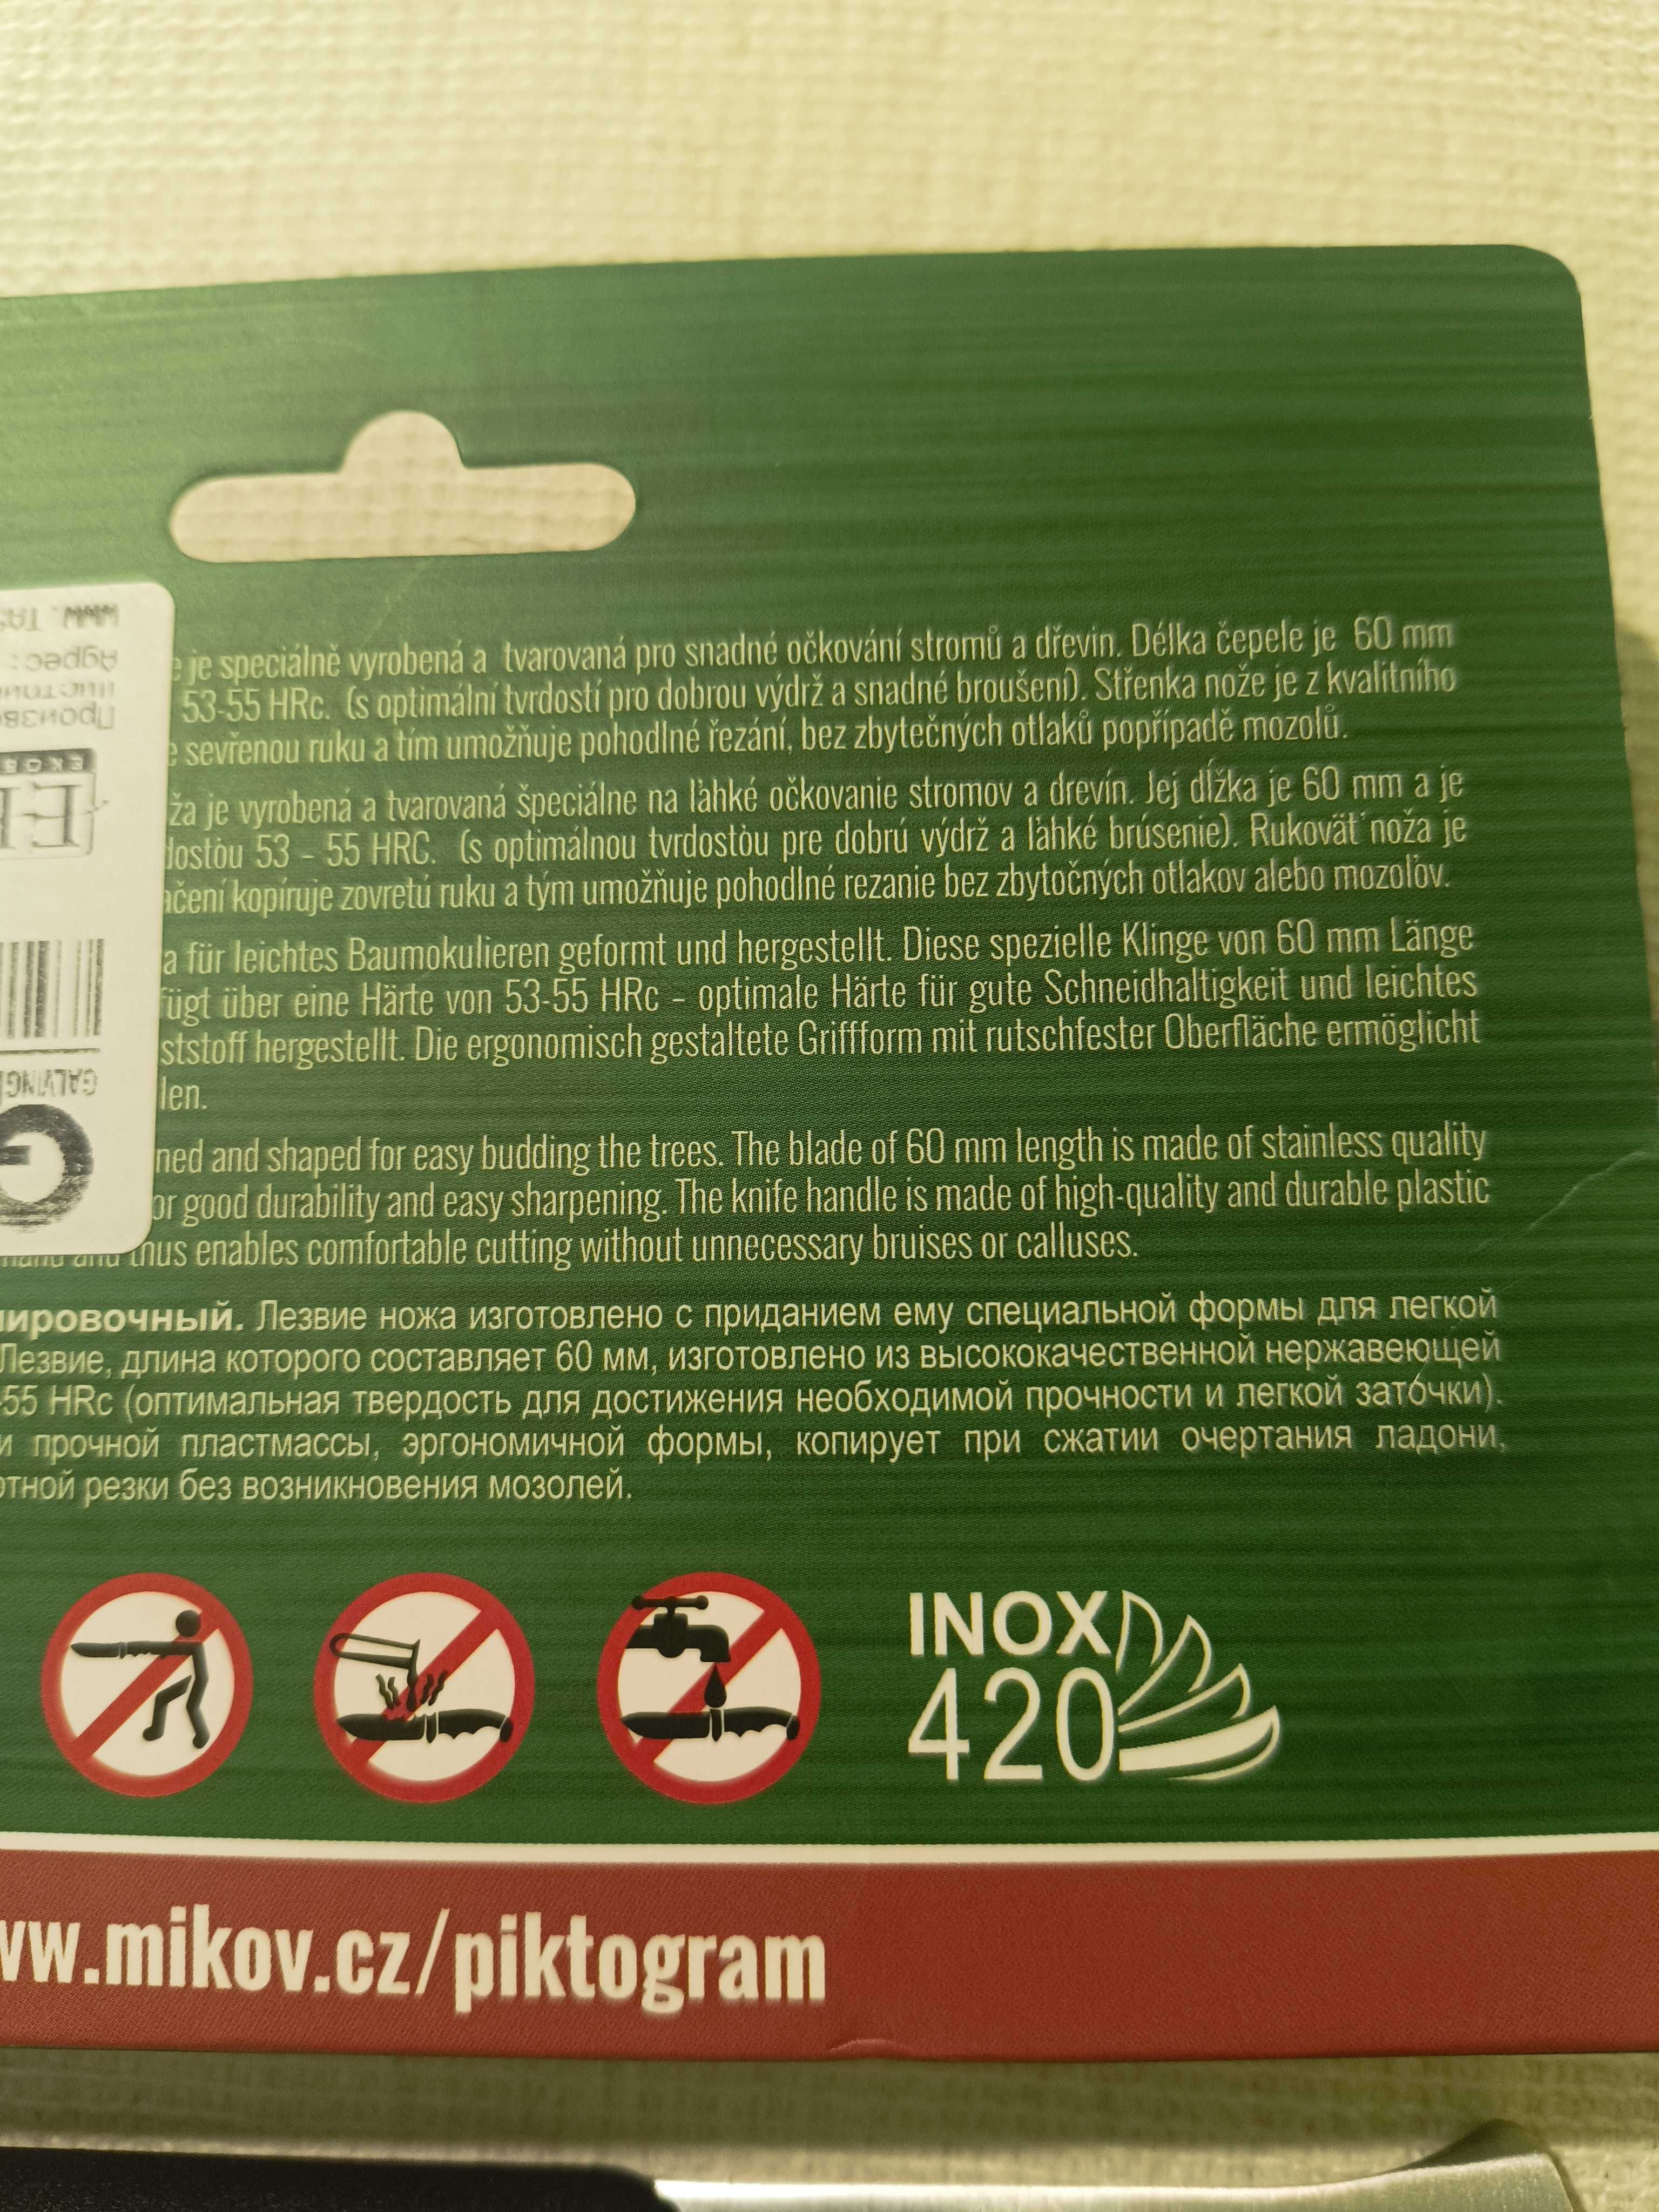 je speciálně vyrobená a tvarovaná pro snadné očkování stromů a dřevin. Délka čepele je 60 mm
53-55 HRc. (s optimální tvrdostí pro dobrou výdrž a snadné broušení). Střenka nože je z kvalitního
sevřenou ruku a tím umožňuje pohodlné řezání, bez zbytečných otlaků popřípadě mozolů.
ža je vyrobená a tvarovaná špeciálne na ľahké očkovanie stromov a drevín. Jej dĺžka je 60 mm a je
dosťou 53 - 55 HRC. (s optimálnou tvrdosťou pre dobrú výdrž a ľahké brúsenie). Rukoväť noža je
ačení kopíruje zovretú ruku a tým umožňuje pohodlné rezanie bez zbytočných otlakov alebo mozoľov.
a für leichtes Baumokulieren geformt und hergestellt. Diese spezielle Klinge von 60 mm Länge
fügt über eine Härte von 53-55 HRc – optimale Härte für gute Schneidhaltigkeit und leichtes
ststoff hergestellt. Die ergonomisch gestaltete Griffform mit rutschfester Oberfläche ermöglicht
len.
ned and shaped for easy budding the trees. The blade of 60 mm length is made of stainless quality
or good durability and easy sharpening. The knife handle is made of high-quality and durable plastic
hand and thus enables comfortable cutting without unnecessary bruises or calluses.
лировочный. Лезвие ножа изготовлено с приданием ему специальной формы для легкой
Лезвие, длина которого составляет 60 мм, изготовлено из высококачественной нержавеющей
-55 HRc (оптимальная твердость для достижения необходимой прочности и легкой заточки).
и прочной пластмассы, эргономичной формы, копирует при сжатии очертания ладони,
отной резки без возникновения мозолей.
INOX
420
ww.mikov.cz/piktogram
www.TA
Адрес:
Произв
GALVING